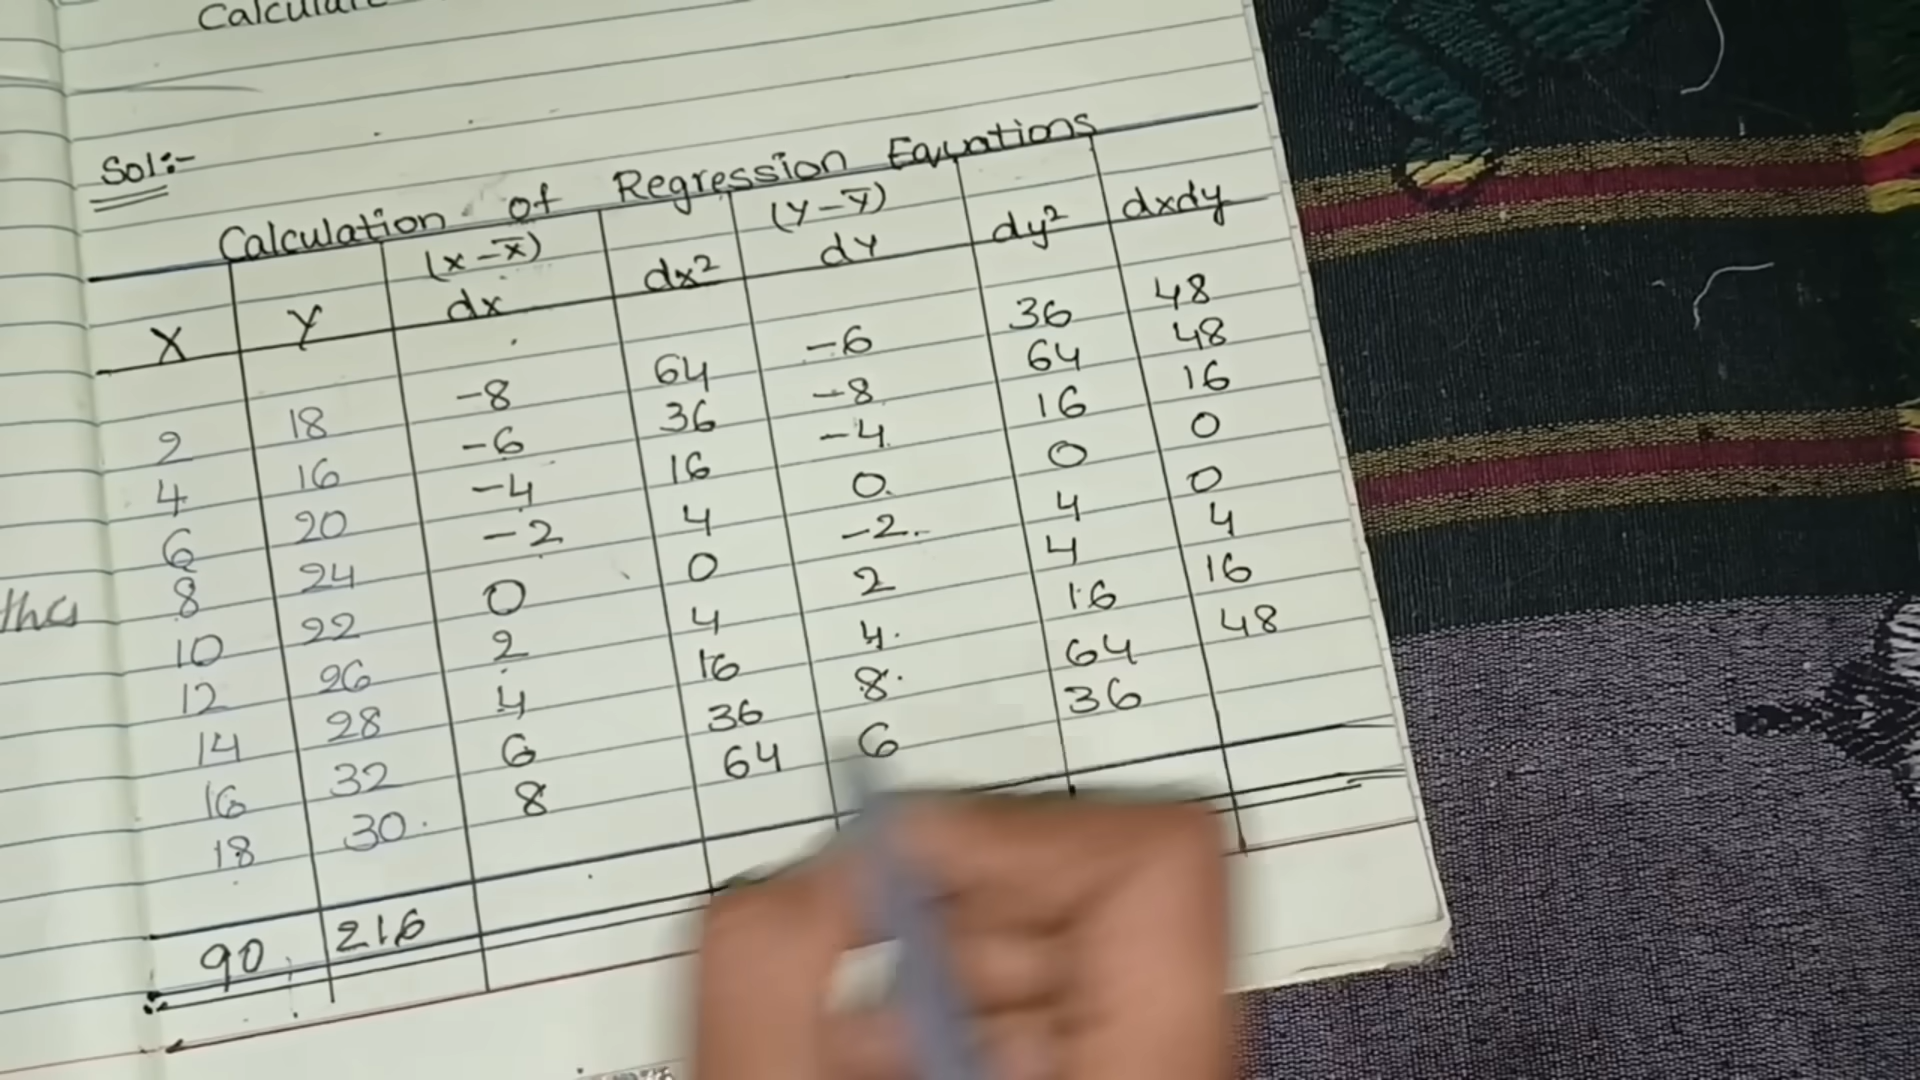 Calculate
Sol:-
Calculation of Regression Equations
X Y (x-x̅) dx dx² (Y-Y̅) dY dy² dxdy
2 18 -8 64 -6 36 48
4 16 -6 36 -8 64 48
6 20 -4 16 -4 16 16
8 24 -2 4 0 0 0
10 22 0 0 -2 4 0
12 26 2 4 2 4 4
14 28 4 16 4 16 16
16 32 6 36 8 64 48
18 30 8 64 6 36
90 216